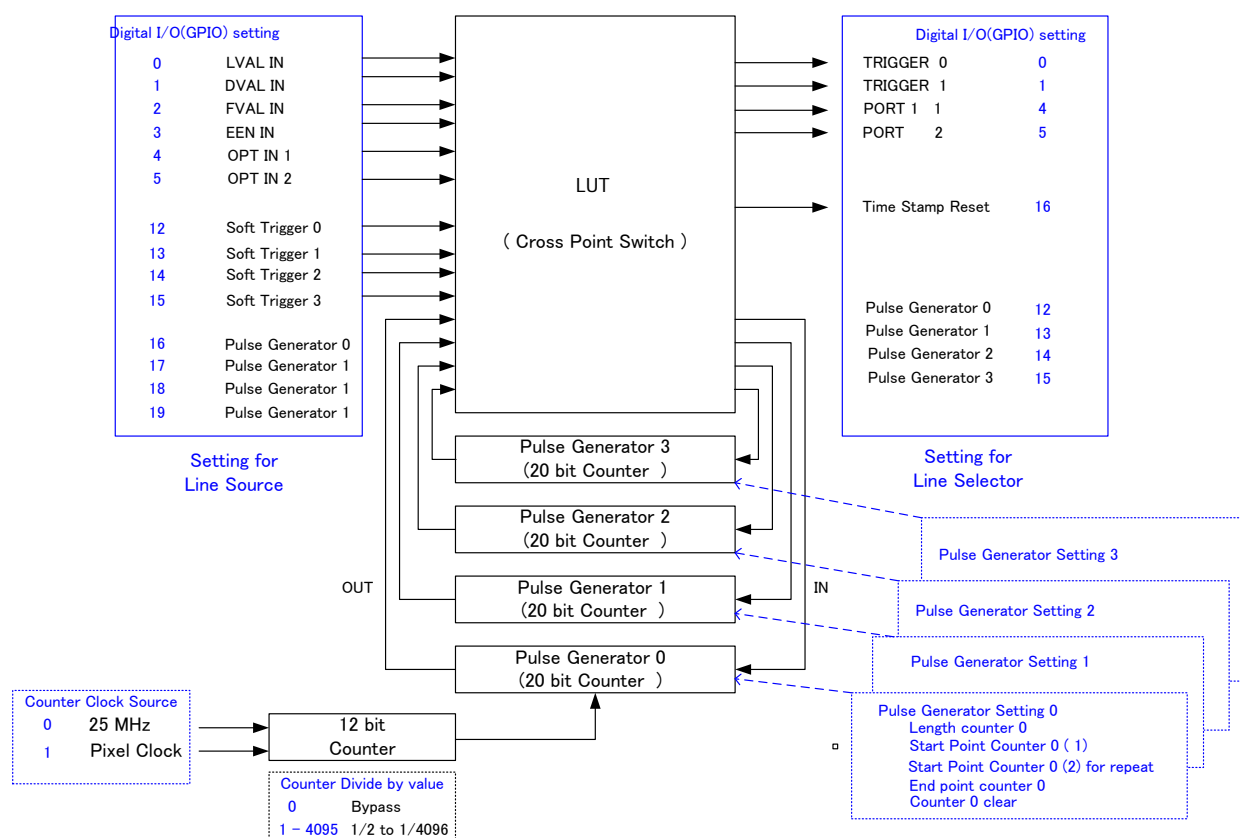 Digital I/O(GPIO) setting
0 LVAL IN
1 DVAL IN
2 FVAL IN
3 EEN IN
4 OPT IN 1
5 OPT IN 2
12 Soft Trigger 0
13 Soft Trigger 1
14 Soft Trigger 2
15 Soft Trigger 3
16 Pulse Generator 0
17 Pulse Generator 1
18 Pulse Generator 1
19 Pulse Generator 1
Setting for
Line Source
LUT
( Cross Point Switch )
Digital I/O(GPIO) setting
TRIGGER 0 0
TRIGGER 1 1
PORT 1 1 4
PORT 2 5
Time Stamp Reset 16
Pulse Generator 0 12
Pulse Generator 1 13
Pulse Generator 2 14
Pulse Generator 3 15
Setting for
Line Selector
Pulse Generator 3
(20 bit Counter )
Pulse Generator 2
(20 bit Counter )
Pulse Generator 1
(20 bit Counter )
Pulse Generator 0
(20 bit Counter )
OUT
IN
Pulse Generator Setting 3
Pulse Generator Setting 2
Pulse Generator Setting 1
Pulse Generator Setting 0
Length counter 0
Start Point Counter 0 ( 1)
Start Point Counter 0 (2) for repeat
End point counter 0
Counter 0 clear
Counter Clock Source
0 25 MHz
1 Pixel Clock
12 bit
Counter
Counter Divide by value
0 Bypass
1 - 4095 1/2 to 1/4096